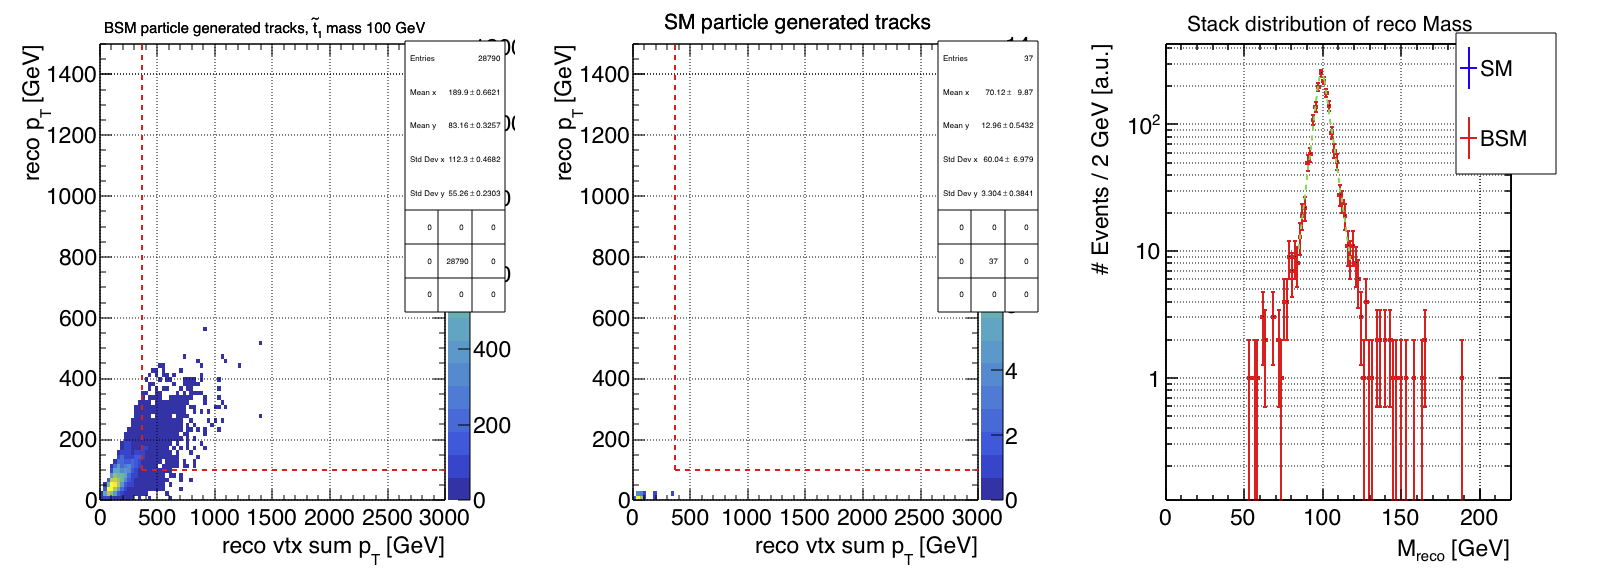 BSM particle generated tracks, t̃₁ mass 100 GeV
reco pT [GeV]
1400
1200
1000
800
600
400
200
0
0 500 1000 1500 2000 2500 3000
reco vtx sum pT [GeV]
Entries 28790
Mean x 189.9 ± 0.6621
Mean y 83.16 ± 0.3257
Std Dev x 112.3 ± 0.4682
Std Dev y 55.26 ± 0.2303
0 0 0
0 28790 0
0 0 0
400
200
0
SM particle generated tracks
reco pT [GeV]
1400
1200
1000
800
600
400
200
0
0 500 1000 1500 2000 2500 3000
reco vtx sum pT [GeV]
Entries 37
Mean x 70.12 ± 9.87
Mean y 12.96 ± 0.5432
Std Dev x 60.04 ± 6.979
Std Dev y 3.304 ± 0.3841
0 0 0
0 37 0
0 0 0
4
2
0
Stack distribution of reco Mass
# Events / 2 GeV [a.u.]
10²
10
1
0 50 100 150 200
Mreco [GeV]
SM
BSM